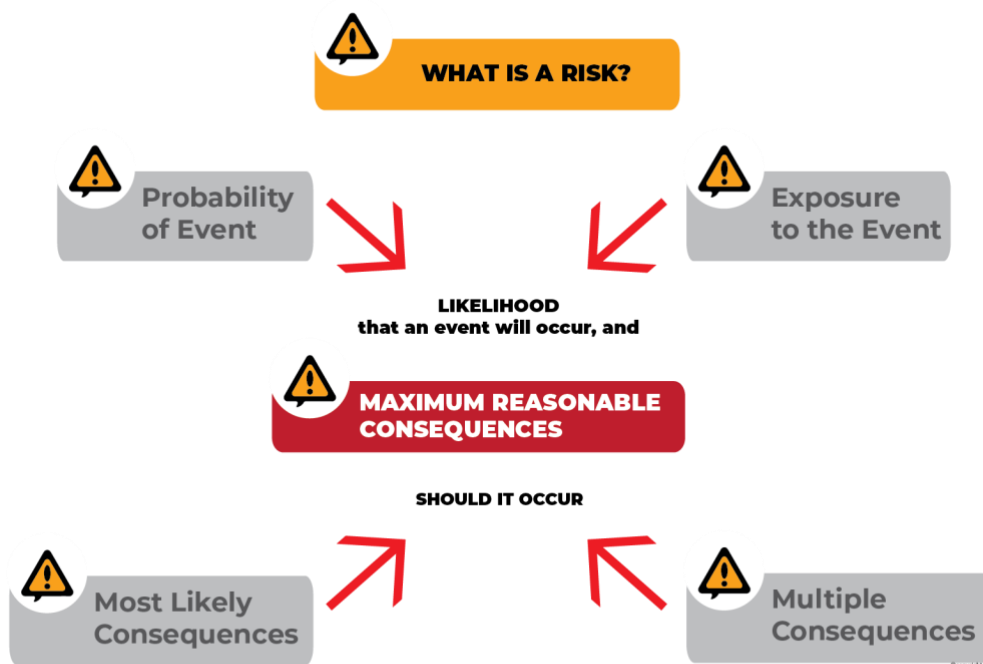 WHAT IS A RISK?
Probability
of Event
Exposure
to the Event
LIKELIHOOD
that an event will occur, and
MAXIMUM REASONABLE
CONSEQUENCES
SHOULD IT OCCUR
Most Likely
Consequences
Multiple
Consequences